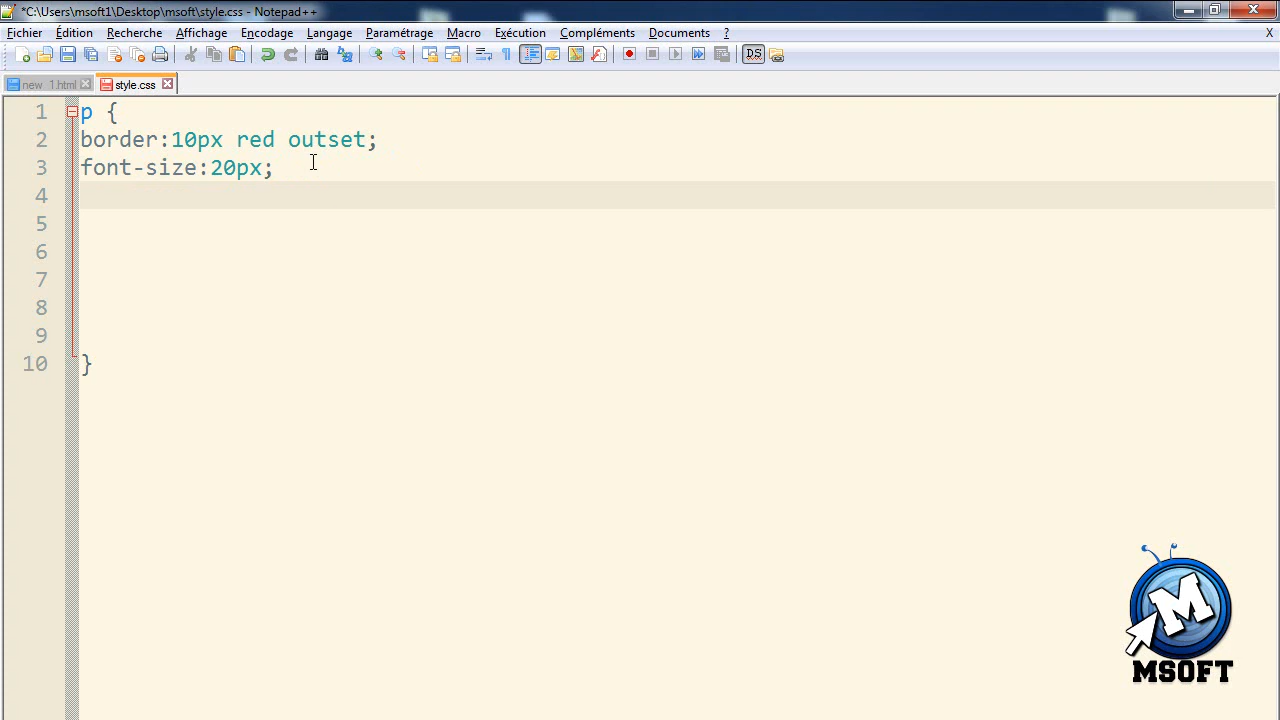 *C:\Users\msoft1\Desktop\msoft\style.css - Notepad++
Fichier Édition Recherche Affichage Encodage Langage Paramétrage Macro Exécution Compléments Documents ? X
new 1.html style.css
1 p {
2 border:10px red outset;
3 font-size:20px;
4
5
6
7
8
9
10 }
M
MSOFT